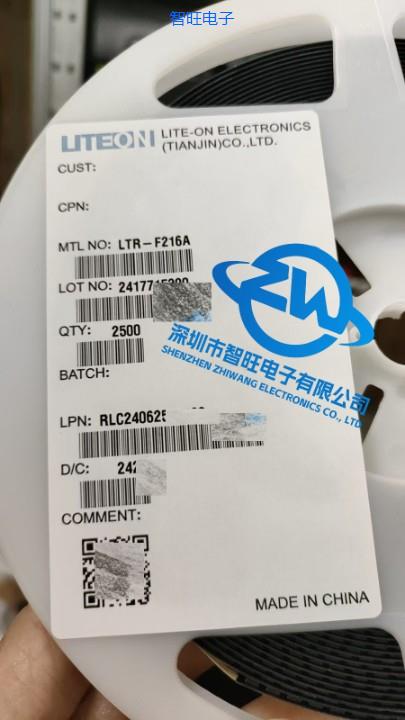 智旺电子
LITEON LITE-ON ELECTRONICS
(TIANJIN)CO.,LTD.
CUST:
CPN:
MTL NO: LTR-F216A
LOT NO:
QTY: 2500
BATCH:
LPN:
D/C:
COMMENT:
MADE IN CHINA
ZW
深圳市智旺电子有限公司
SHENZHEN ZHIWANG ELECTRONICS CO., LTD